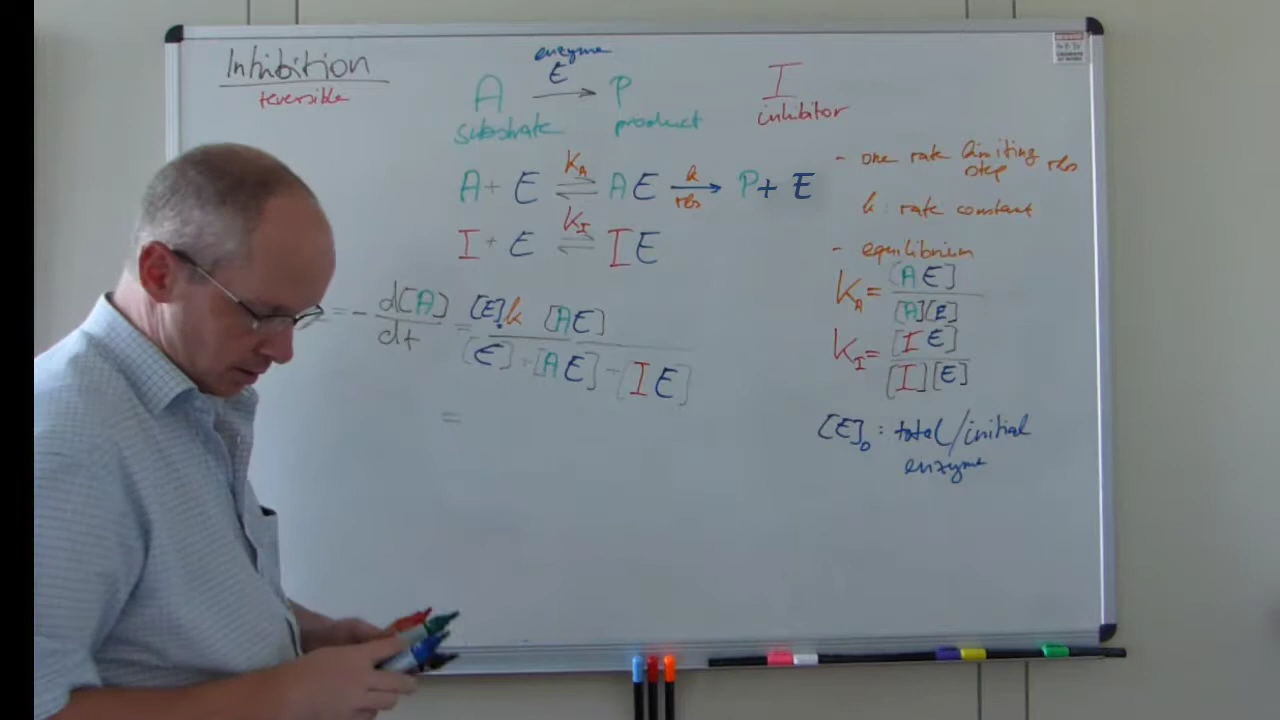 Inhibition
reversible
enzyme
A E → P I
substrate product inhibitor
A + E ⇌ K_A AE → k rls P + E
I + E ⇌ K_I IE
- one rate limiting step rls
k rate constant
- equilibrium
K_A = [AE] / [A][E]
K_I = [IE] / [I][E]
[E]₀ : total/initial
enzyme
= - d[A]/dt = [E]₀ k [AE] / [E] + [AE] + [IE]
=